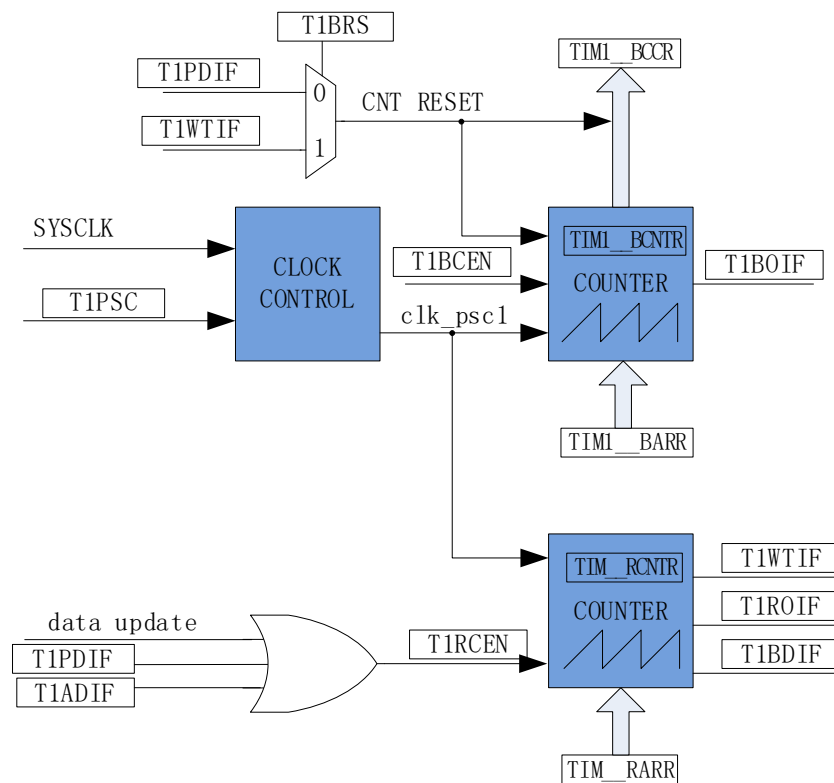 T1BRS
TIM1__BCCR
T1PDIF
0
CNT RESET
T1WTIF
1
SYSCLK
T1PSC
CLOCK
CONTROL
T1BCEN
clk_psc1
TIM1__BCNTR
COUNTER
T1BOIF
TIM1__BARR
data update
T1PDIF
T1ADIF
T1RCEN
TIM__RCNTR
COUNTER
T1WTIF
T1ROIF
T1BDIF
TIM__RARR